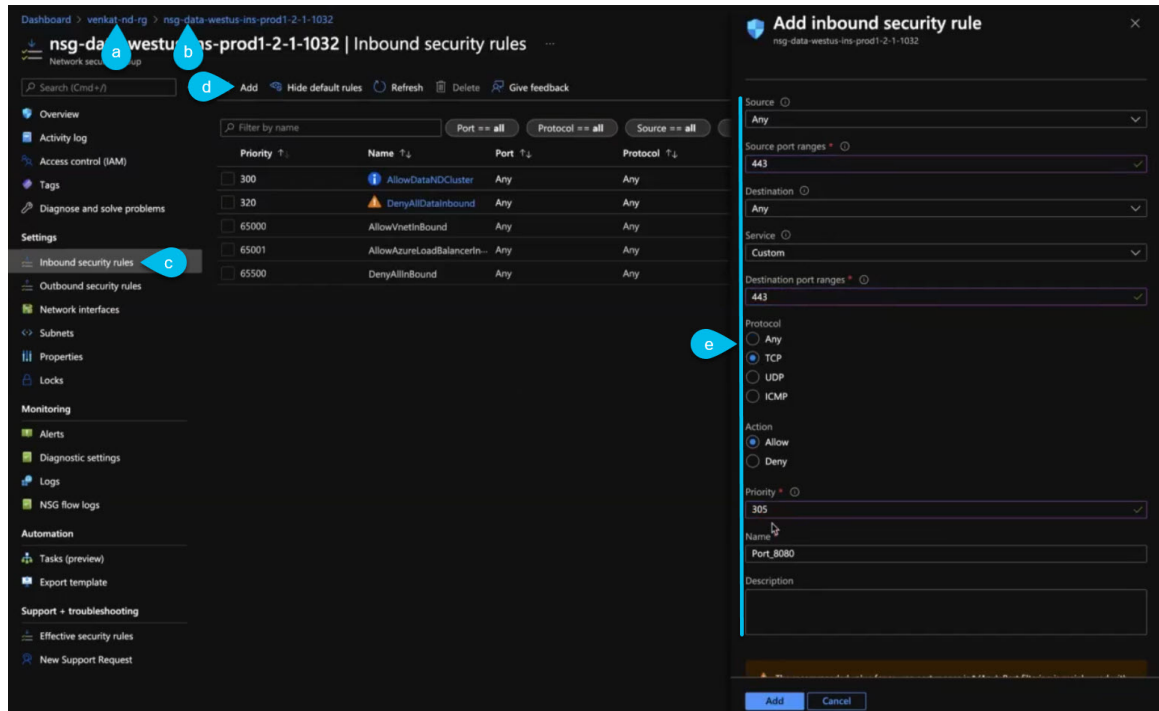 Dashboard > venkat-nd-rg > nsg-data-westus-ins-prod1-2-1-1032
nsg-da westus ns-prod1-2-1-1032 | Inbound security rules ...
Network secu up
a
b
Search (Cmd+/)
d
Add
Hide default rules
Refresh
Delete
Give feedback
Overview
Activity log
Access control (IAM)
Tags
Diagnose and solve problems
Settings
Inbound security rules
c
Outbound security rules
Network interfaces
Subnets
Properties
Locks
Monitoring
Alerts
Diagnostic settings
Logs
NSG flow logs
Automation
Tasks (preview)
Export template
Support + troubleshooting
Effective security rules
New Support Request
Filter by name
Port == all
Protocol == all
Source == all
Priority ↑↓ Name ↑↓ Port ↑↓ Protocol ↑↓
300 AllowDataNDCluster Any Any
320 DenyAllDataInbound Any Any
65000 AllowVnetInBound Any Any
65001 AllowAzureLoadBalancerIn... Any Any
65500 DenyAllInBound Any Any
Add inbound security rule
nsg-data-westus-ins-prod1-2-1-1032
Source
Any
Source port ranges *
443
Destination
Any
Service
Custom
Destination port ranges *
443
e
Protocol
Any
TCP
UDP
ICMP
Action
Allow
Deny
Priority *
305
Name
Port_8080
Description
Add
Cancel